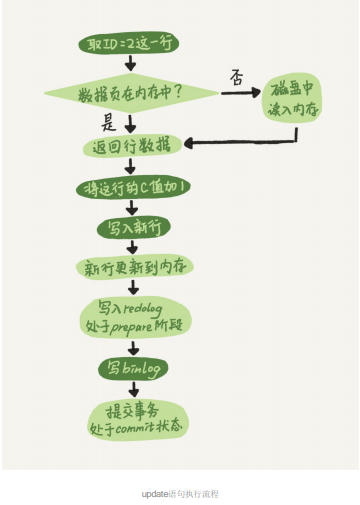 取ID=2这一行
数据页在内存中?
否
磁盘中
读入内存
是
返回行数据
将这行的C值加1
写入新行
新行更新到内存
写入redolog
处于prepare阶段
写binlog
提交事务
处于commit状态
update语句执行流程